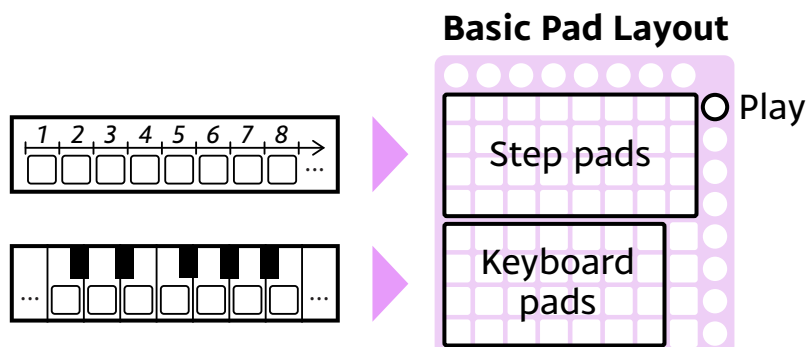 Basic Pad Layout
Play
1 2 3 4 5 6 7 8
...
Step pads
... ...
Keyboard
pads